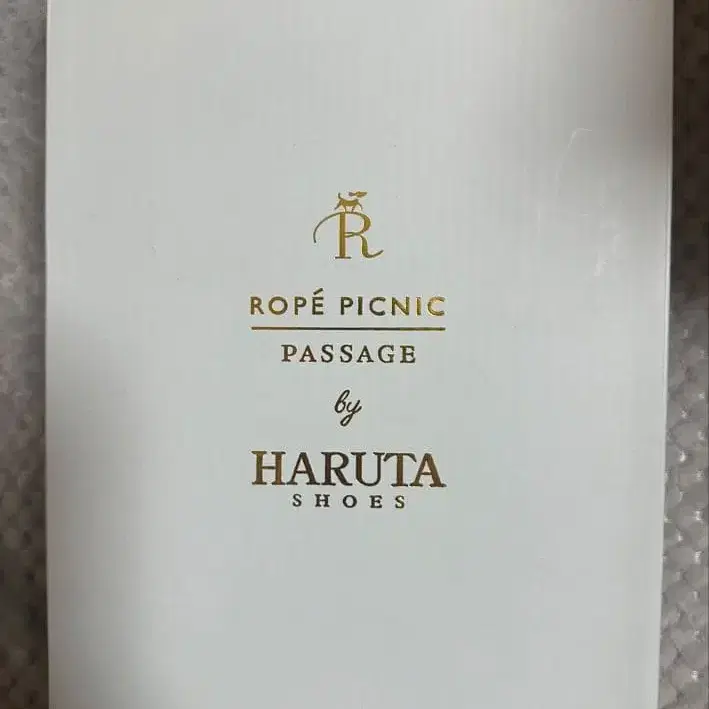 R
ROPÉ PICNIC
PASSAGE
by
HARUTA
SHOES